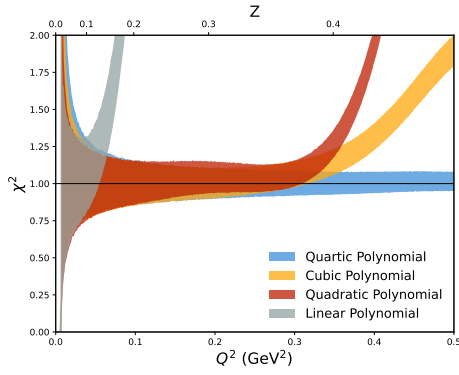 Z
0.0 0.1 0.2 0.3 0.4
2.00
1.75
1.50
1.25
1.00
0.75
0.50
0.25
0.00
χ²
Quartic Polynomial
Cubic Polynomial
Quadratic Polynomial
Linear Polynomial
0.0 0.1 0.2 0.3 0.4 0.5
Q² (GeV²)